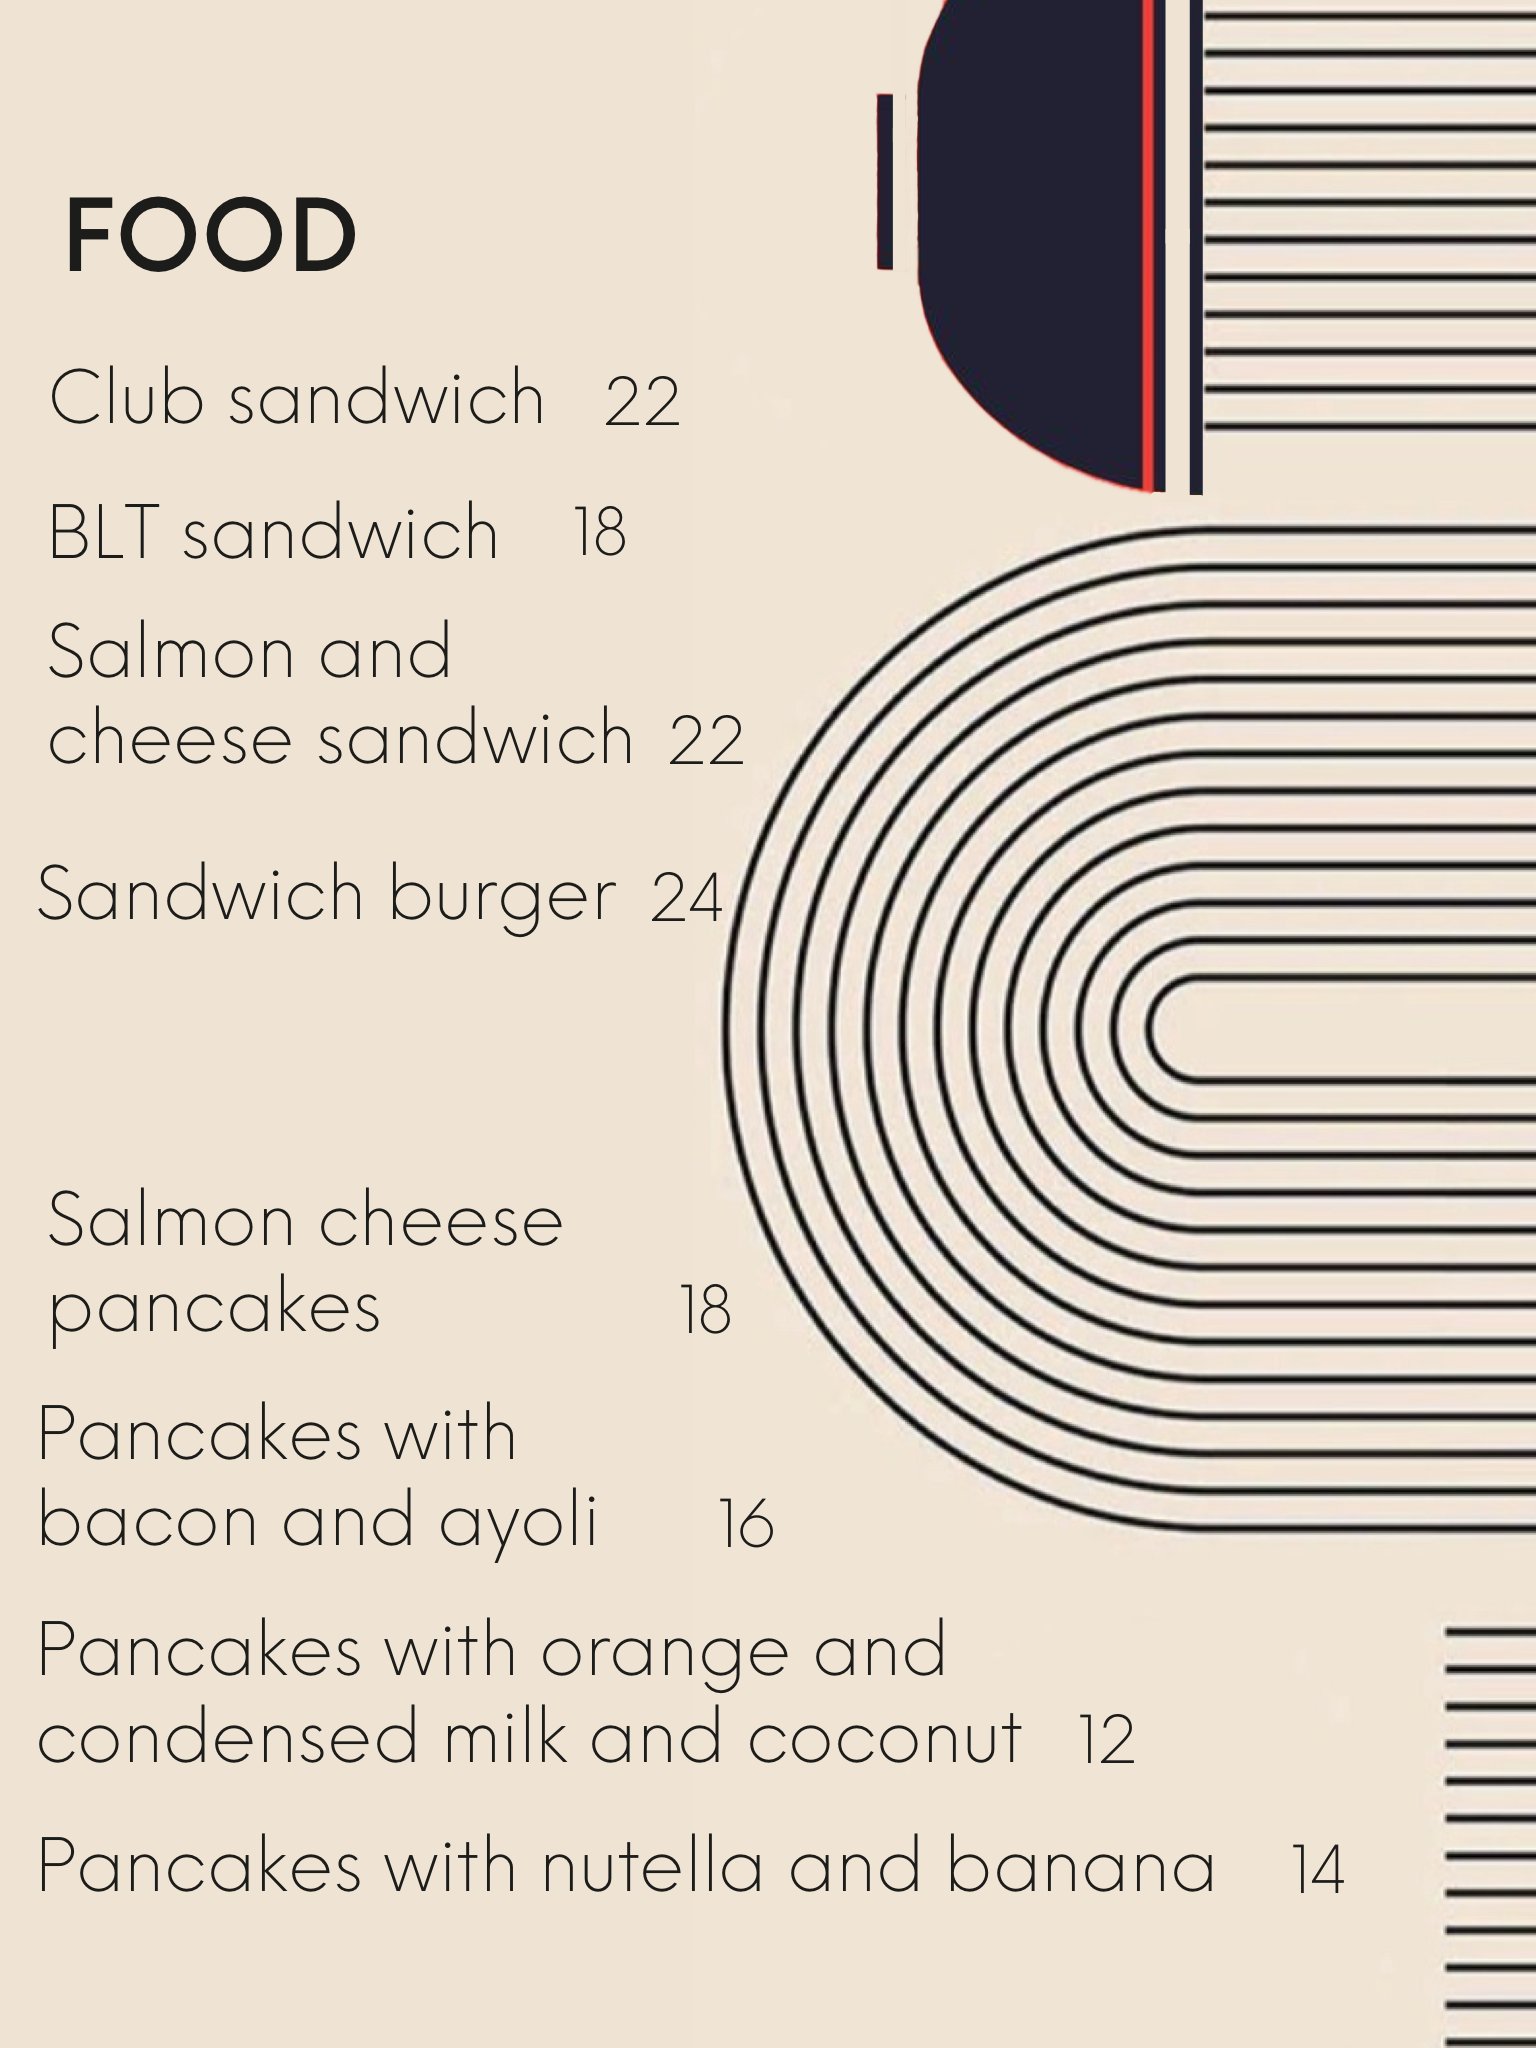 FOOD
Club sandwich 22
BLT sandwich 18
Salmon and
cheese sandwich 22
Sandwich burger 24
Salmon cheese
pancakes 18
Pancakes with
bacon and ayoli 16
Pancakes with orange and
condensed milk and coconut 12
Pancakes with nutella and banana 14